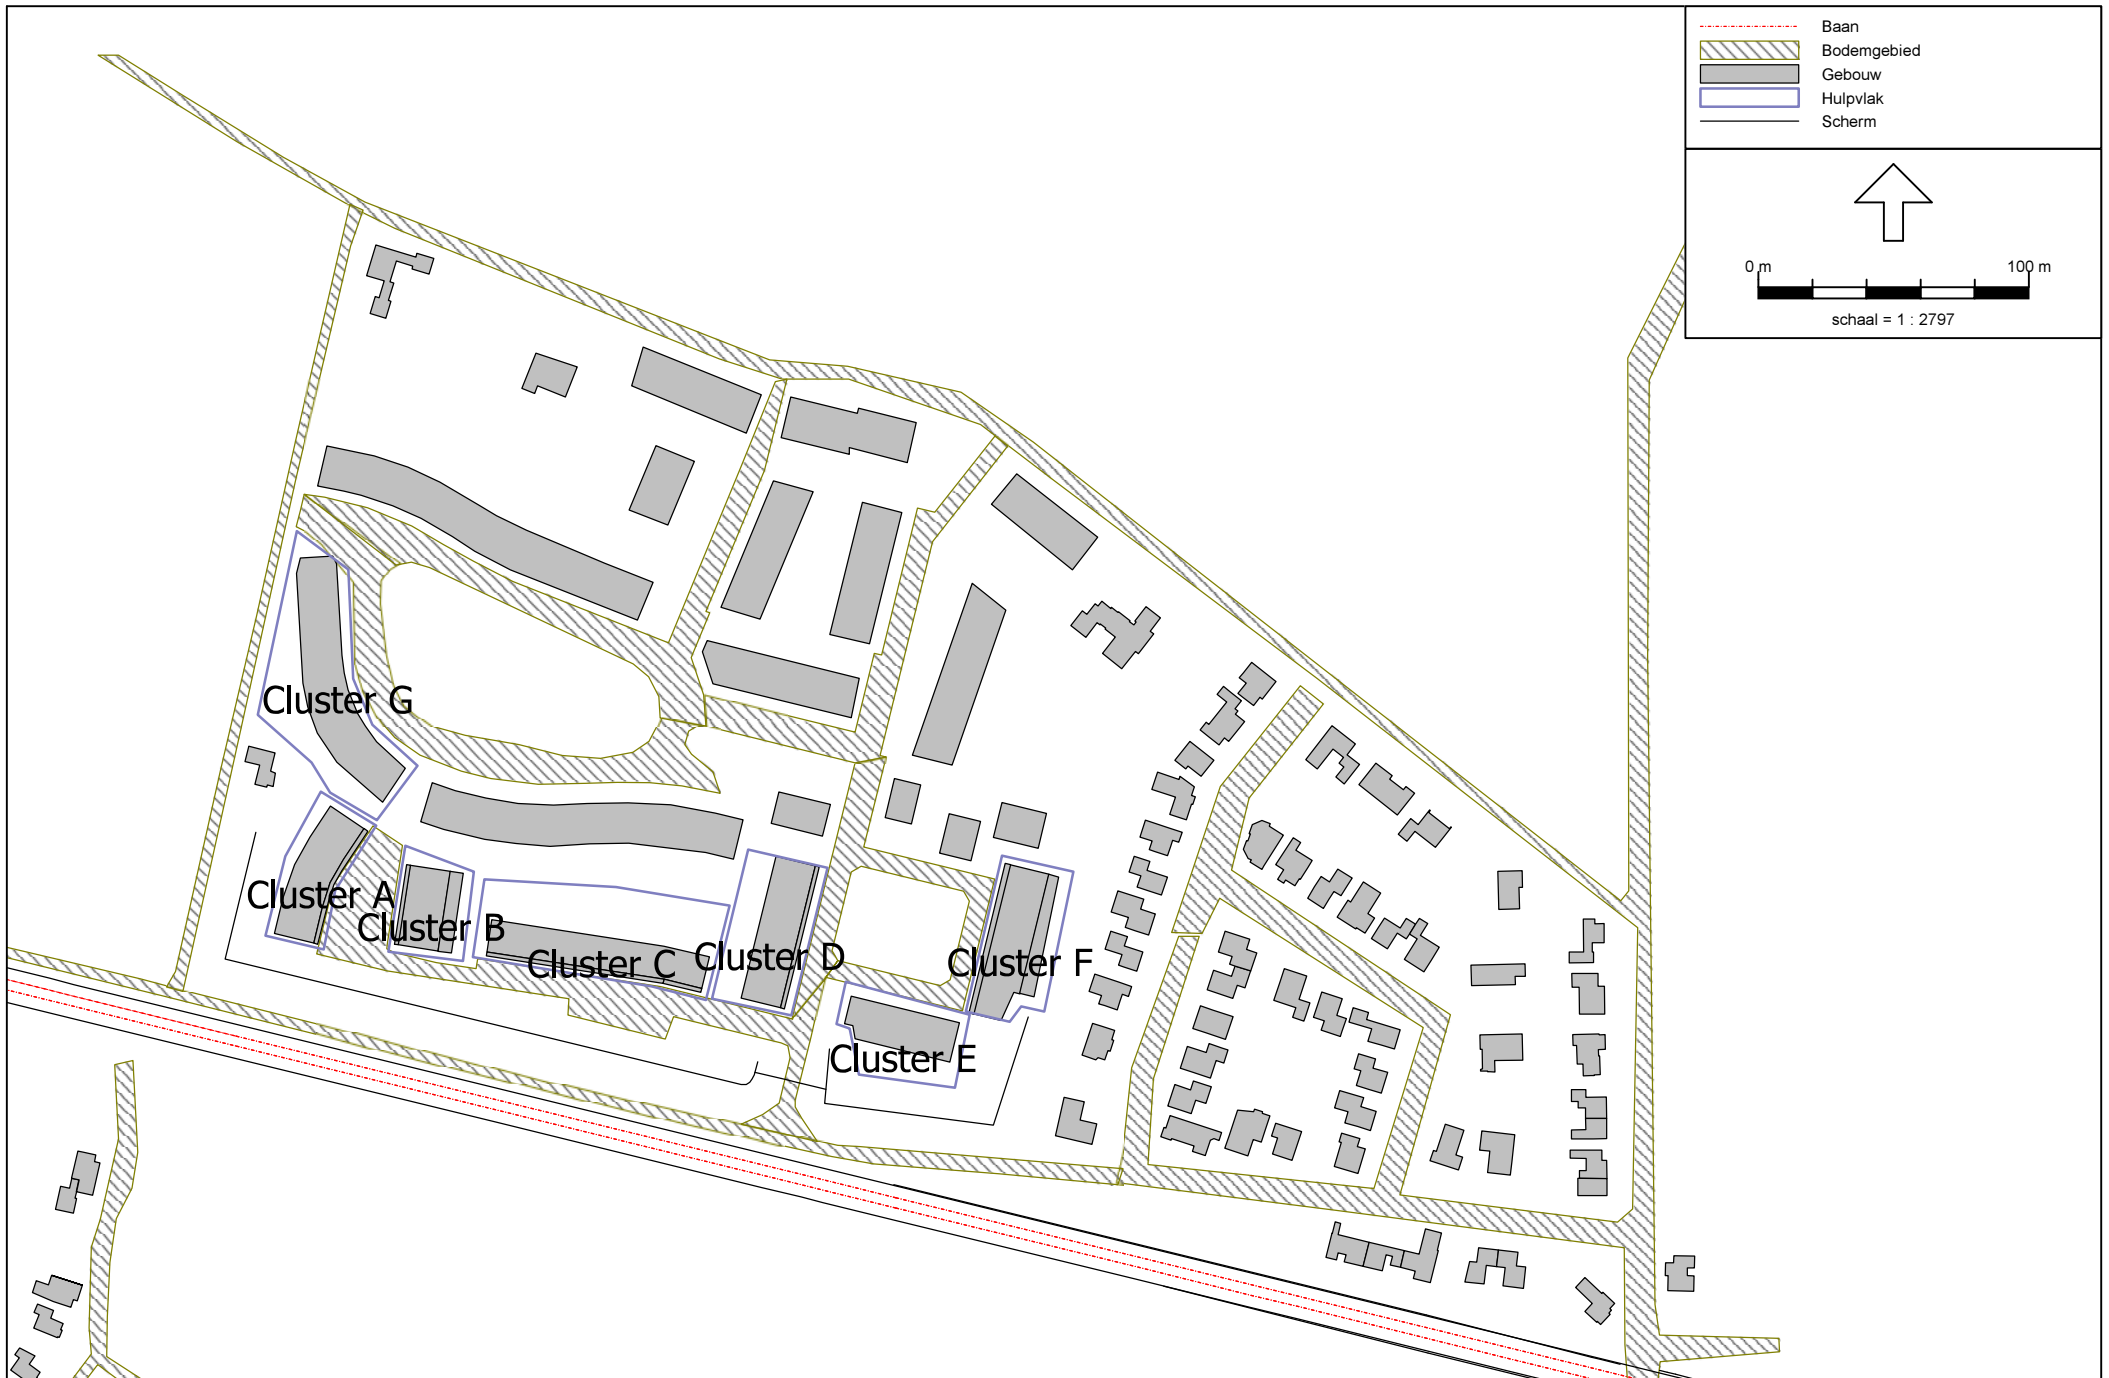 Baan
Bodemgebied
Gebouw
Hulpvlak
Scherm
0 m 100 m
schaal = 1 : 2797
Cluster G
Cluster A
Cluster B
Cluster C
Cluster D
Cluster F
Cluster E